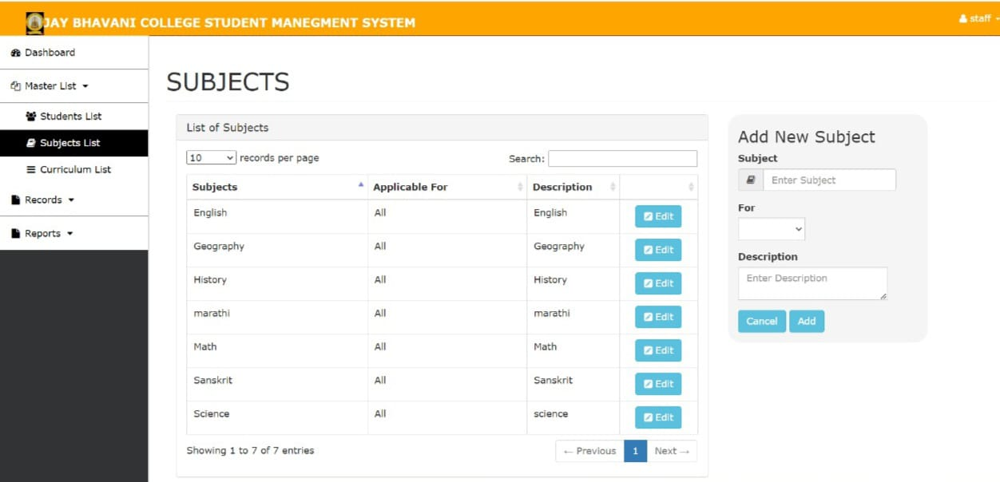 JAY BHAVANI COLLEGE STUDENT MANEGMENT SYSTEM
staff
Dashboard
Master List
Students List
Subjects List
Curriculum List
Records
Reports
SUBJECTS
List of Subjects
10 records per page
Search:
Subjects Applicable For Description
English All English Edit
Geography All Geography Edit
History All History Edit
marathi All marathi Edit
Math All Math Edit
Sanskrit All Sanskrit Edit
Science All science Edit
Showing 1 to 7 of 7 entries
← Previous 1 Next →
Add New Subject
Subject
Enter Subject
For
Description
Enter Description
Cancel Add